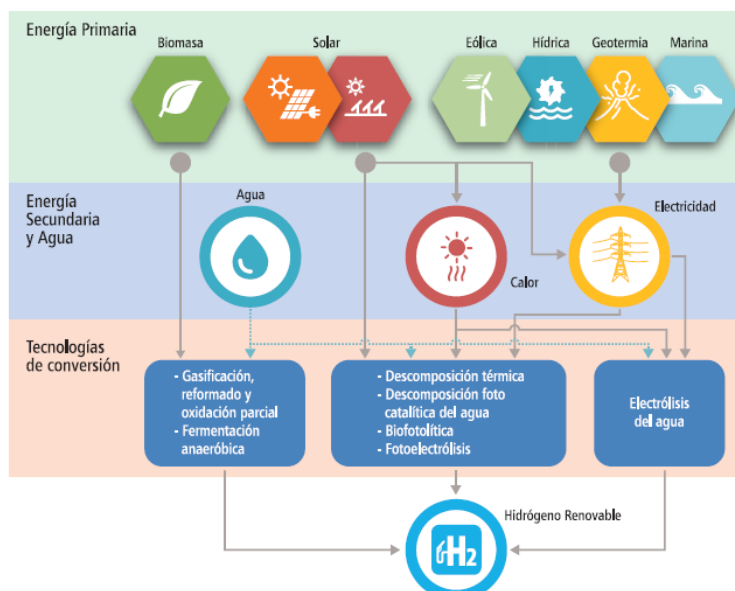 Energía Primaria
Biomasa
Solar
Eólica
Hídrica
Geotermia
Marina
Energía
Secundaria
y Agua
Agua
Calor
Electricidad
Tecnologías
de conversión
- Gasificación,
reformado y
oxidación parcial
- Fermentación
anaeróbica
- Descomposición térmica
- Descomposición foto
catalítica del agua
- Biofotolítica
- Fotoelectrólisis
Electrólisis
del agua
Hidrógeno Renovable
H2